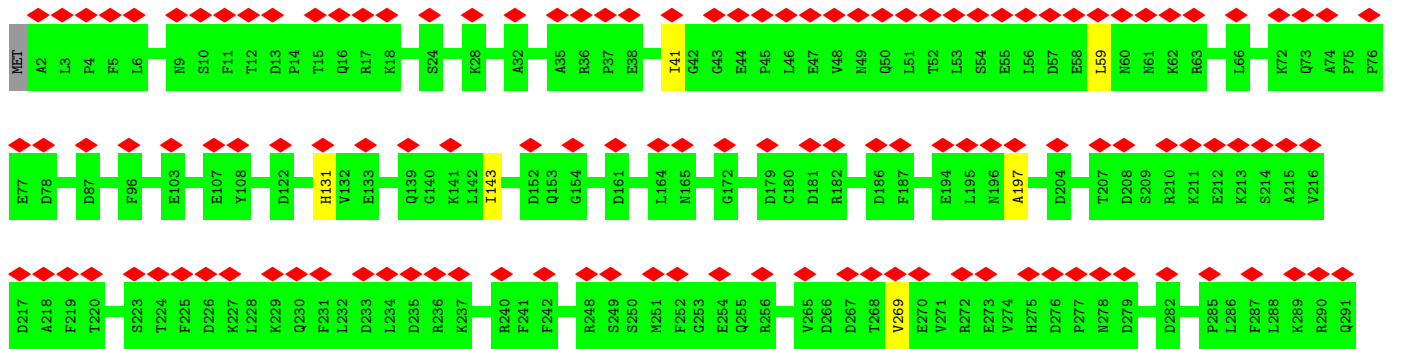 MET A2 L3 P4 F5 L6 N9 S10 F11 T12 D13 P14 T15 Q16 R17 K18 S24 K28 A32 A35 R36 P37 E38 I41 G42 G43 E44 P45 L46 E47 V48 N49 Q50 L51 T52 L53 S54 E55 L56 D57 E58 L59 N60 N61 K62 R63 L66 K72 Q73 A74 P75 P76
E77 D78 D87 F96 E103 E107 Y108 D122 H131 V132 E133 Q139 G140 K141 L142 I143 D152 Q153 G154 D161 L164 N165 G172 D179 C180 D181 R182 D186 F187 E194 L195 N196 A197 D204 T207 D208 S209 R210 K211 E212 K213 S214 A215 V216
D217 A218 F219 T220 S223 T224 F225 D226 K227 L228 K229 Q230 F231 L232 D233 L234 D235 R236 K237 R240 F241 F242 R248 S249 S250 M251 F252 G253 E254 Q255 R256 V265 D266 D267 T268 V269 E270 V271 R272 E273 V274 H275 D276 P277 N278 D279 D282 P285 L286 F287 L288 K289 R290 Q291